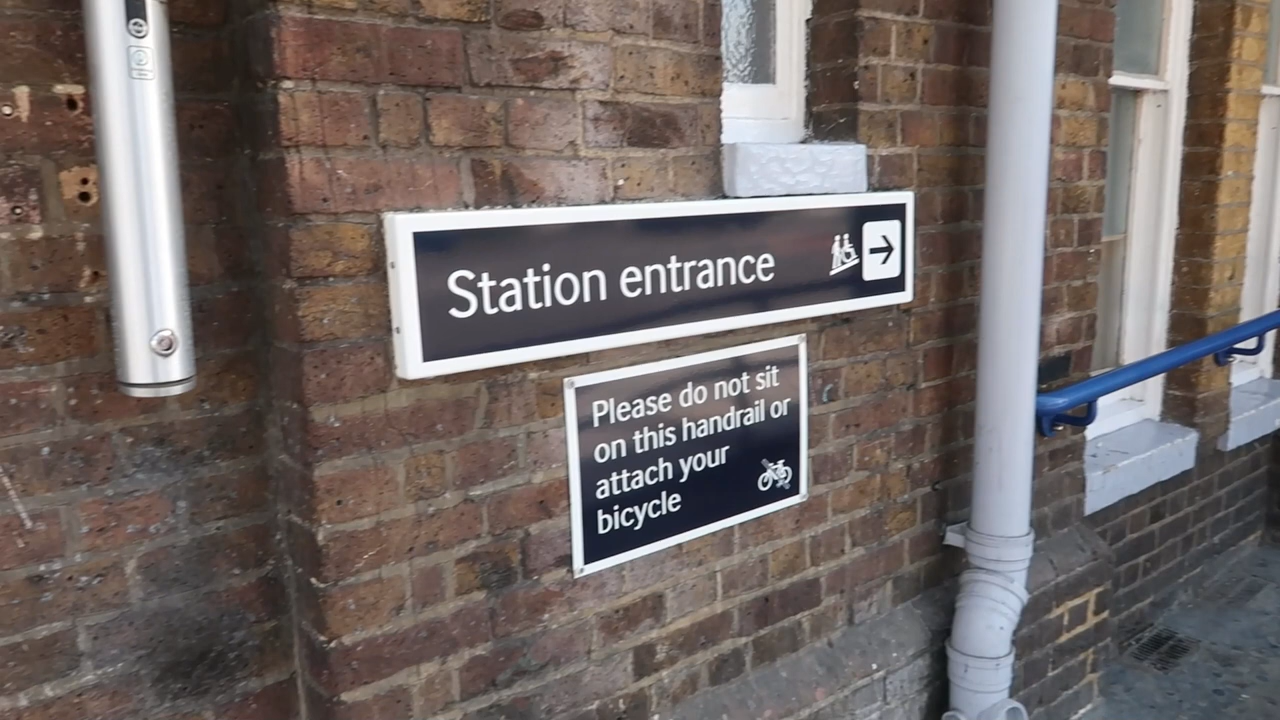 Station entrance
Please do not sit
on this handrail or
attach your
bicycle